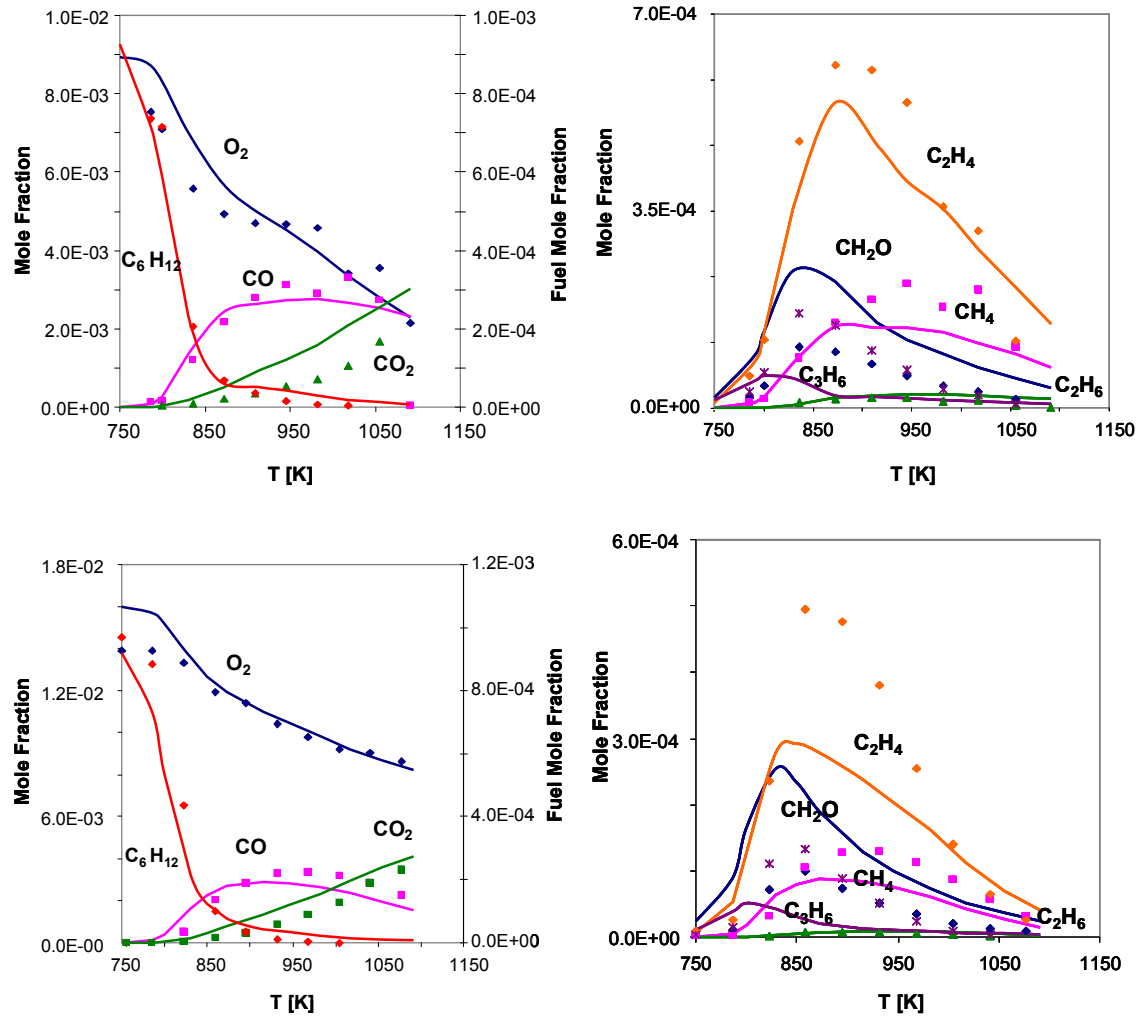 1.0E-02
8.0E-03
6.0E-03
4.0E-03
2.0E-03
0.0E+00
Mole Fraction
1.0E-03
8.0E-04
6.0E-04
4.0E-04
2.0E-04
0.0E+00
Fuel Mole Fraction
O2
C6H12
CO
CO2
750 850 950 1050 1150
T [K]
7.0E-04
3.5E-04
0.0E+00
Mole Fraction
C2H4
CH2O
CH4
C3H6
C2H6
750 850 950 1050 1150
T [K]
1.8E-02
1.2E-02
6.0E-03
0.0E-00
Mole Fraction
1.2E-03
8.0E-04
4.0E-04
0.0E+00
Fuel Mole Fraction
O2
CO2
C6H12
CO
750 850 950 1050 1150
T [K]
6.0E-04
3.0E-04
0.0E+00
Mole Fraction
C2H4
CH2O
CH4
C3H6
C2H6
750 850 950 1050 1150
T [K]